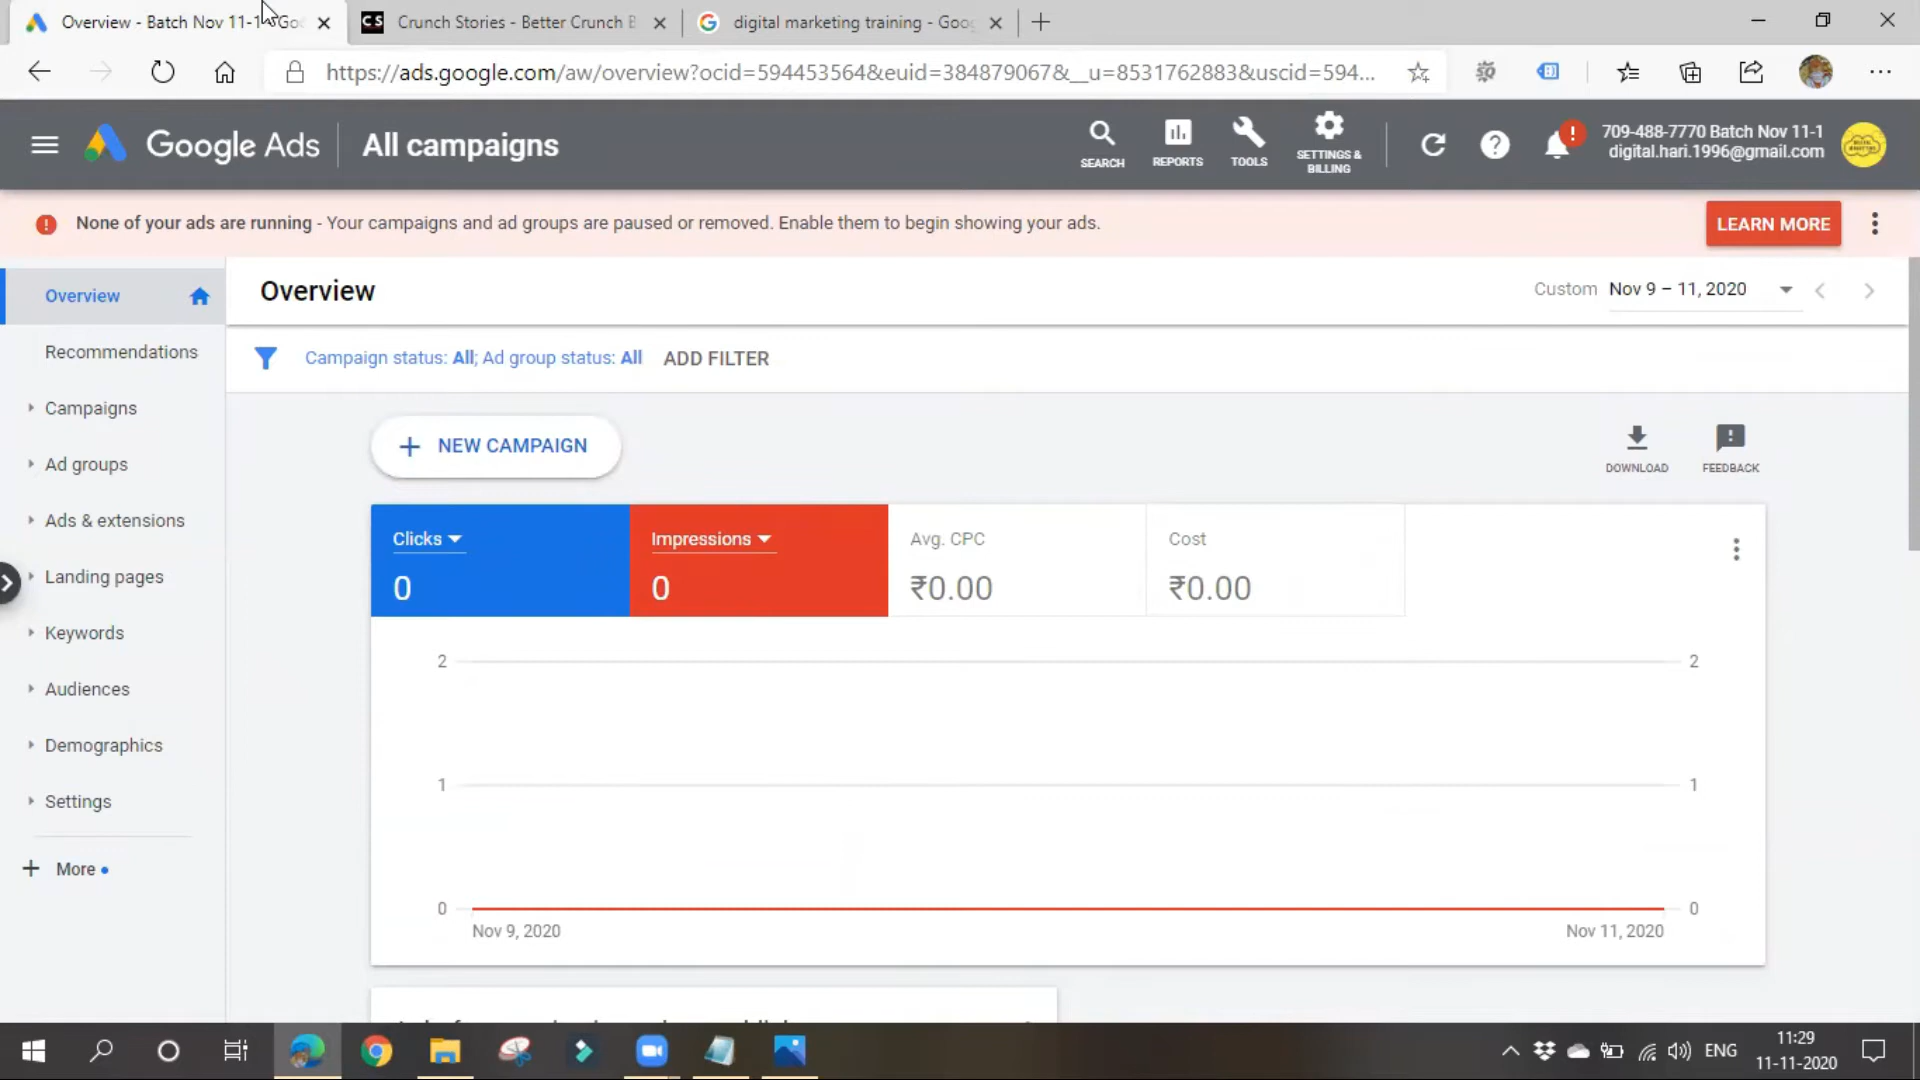 Overview - Batch Nov 11-1 - Goo
Crunch Stories - Better Crunch B
digital marketing training - Goog
https://ads.google.com/aw/overview?ocid=594453564&euid=384879067&__u=8531762883&uscid=594...
Google Ads
All campaigns
SEARCH
REPORTS
TOOLS
SETTINGS &
BILLING
709-488-7770 Batch Nov 11-1
digital.hari.1996@gmail.com
None of your ads are running - Your campaigns and ad groups are paused or removed. Enable them to begin showing your ads.
LEARN MORE
Overview
Recommendations
Campaigns
Ad groups
Ads & extensions
Landing pages
Keywords
Audiences
Demographics
Settings
More
Overview
Custom Nov 9 – 11, 2020
Campaign status: All; Ad group status: All ADD FILTER
NEW CAMPAIGN
DOWNLOAD
FEEDBACK
Clicks
0
Impressions
0
Avg. CPC
₹0.00
Cost
₹0.00
2
2
1
1
0
0
Nov 9, 2020
Nov 11, 2020
ENG
11:29
11-11-2020